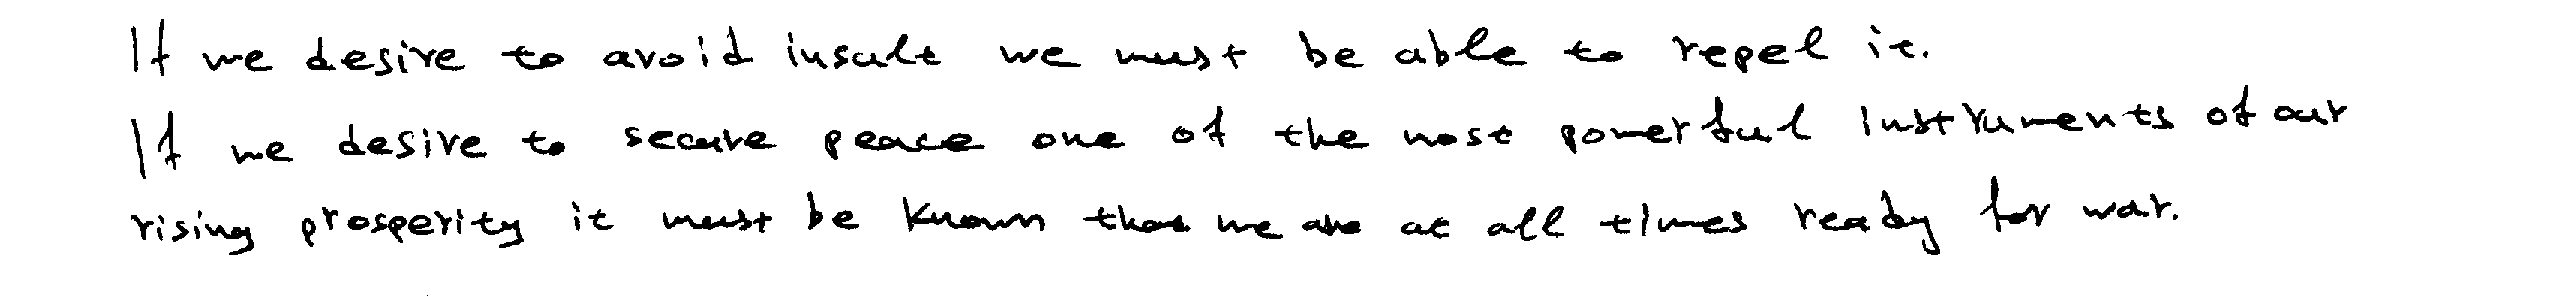 If we desire to avoid insult we must be able to repel it.
If we desire to secure peace one of the most powerful instruments of our
rising prosperity it must be known that we are at all times ready for war.